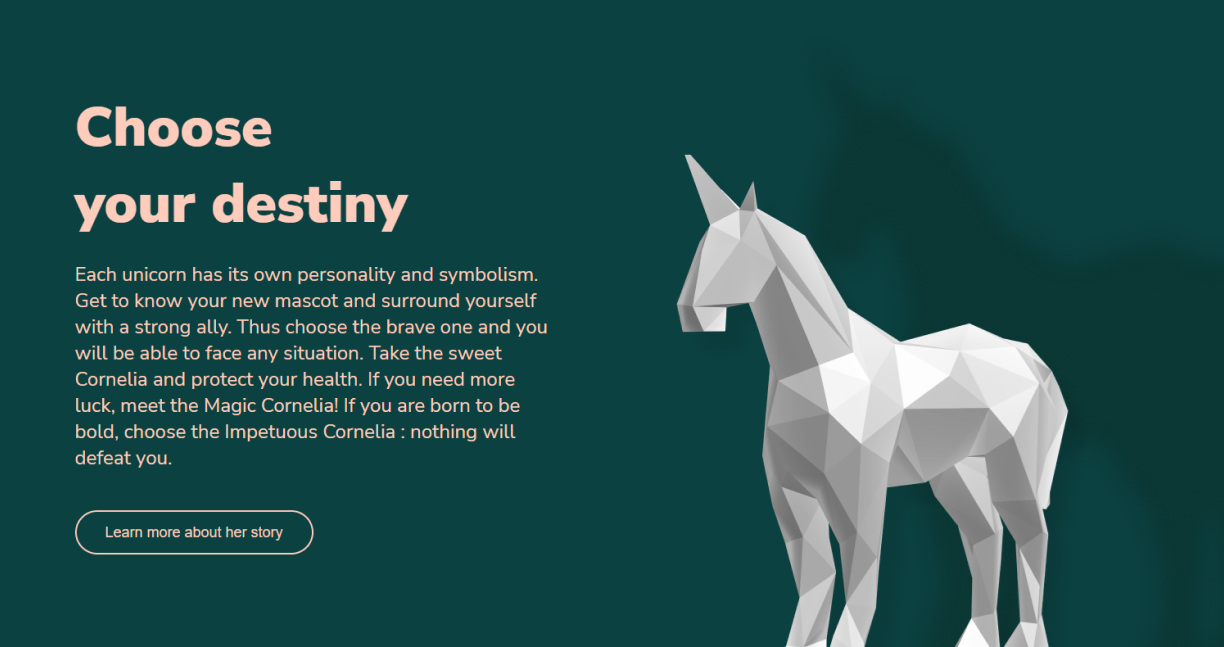 Choose
your destiny
Each unicorn has its own personality and symbolism.
Get to know your new mascot and surround yourself
with a strong ally. Thus choose the brave one and you
will be able to face any situation. Take the sweet
Cornelia and protect your health. If you need more
luck, meet the Magic Cornelia! If you are born to be
bold, choose the Impetuous Cornelia : nothing will
defeat you.
Learn more about her story